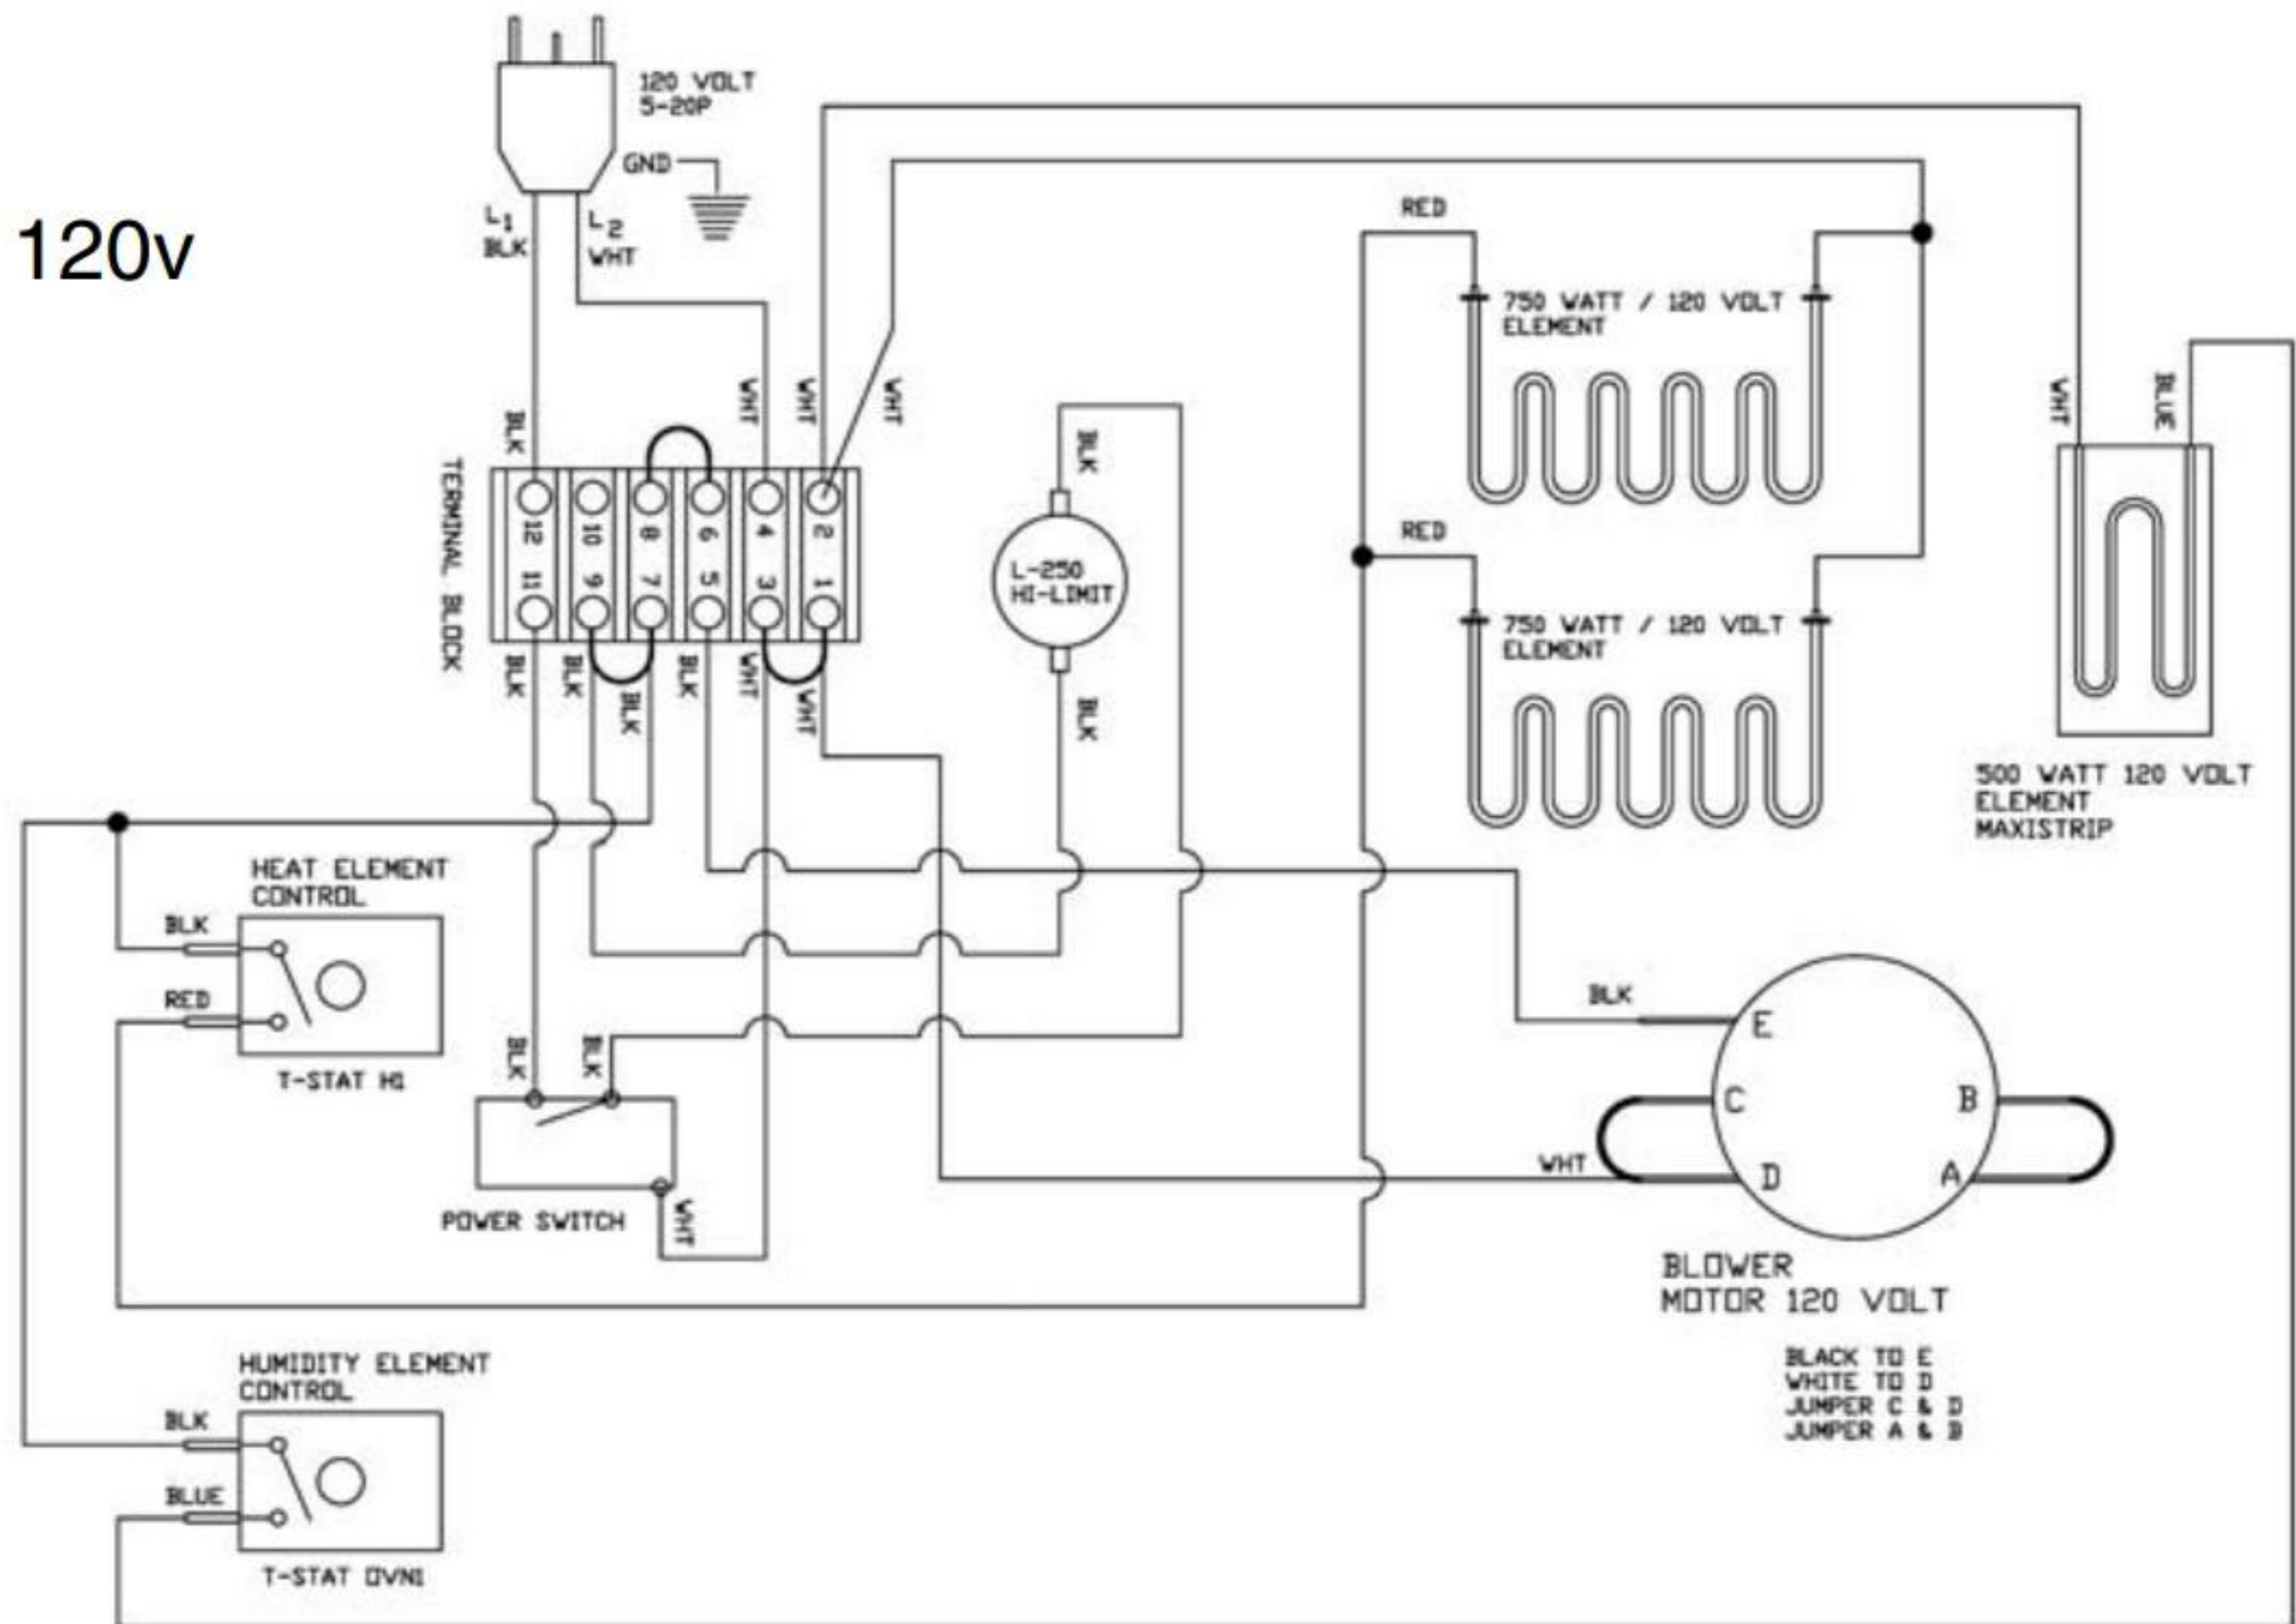 120 VOLT
5-20P
GND
L1
BLK
L2
WHT
120v
RED
750 WATT / 120 VOLT
ELEMENT
WHT
WHT
WHT
BLK
BLK
WHT
BLUE
TERMINAL BLOCK
12 10 8 6 4 2
11 9 7 5 3 1
L-250
HI-LIMIT
RED
750 WATT / 120 VOLT
ELEMENT
BLK
BLK
BLK
BLK
WHT
WHT
BLK
500 WATT 120 VOLT
ELEMENT
MAXISTRIP
HEAT ELEMENT
CONTROL
BLK
RED
T-STAT H1
BLK
BLK
POWER SWITCH
WHT
BLK
E
C
B
WHT
D
A
BLOWER
MOTOR 120 VOLT
BLACK TO E
WHITE TO D
JUMPER C & D
JUMPER A & B
HUMIDITY ELEMENT
CONTROL
BLK
BLUE
T-STAT OVN1